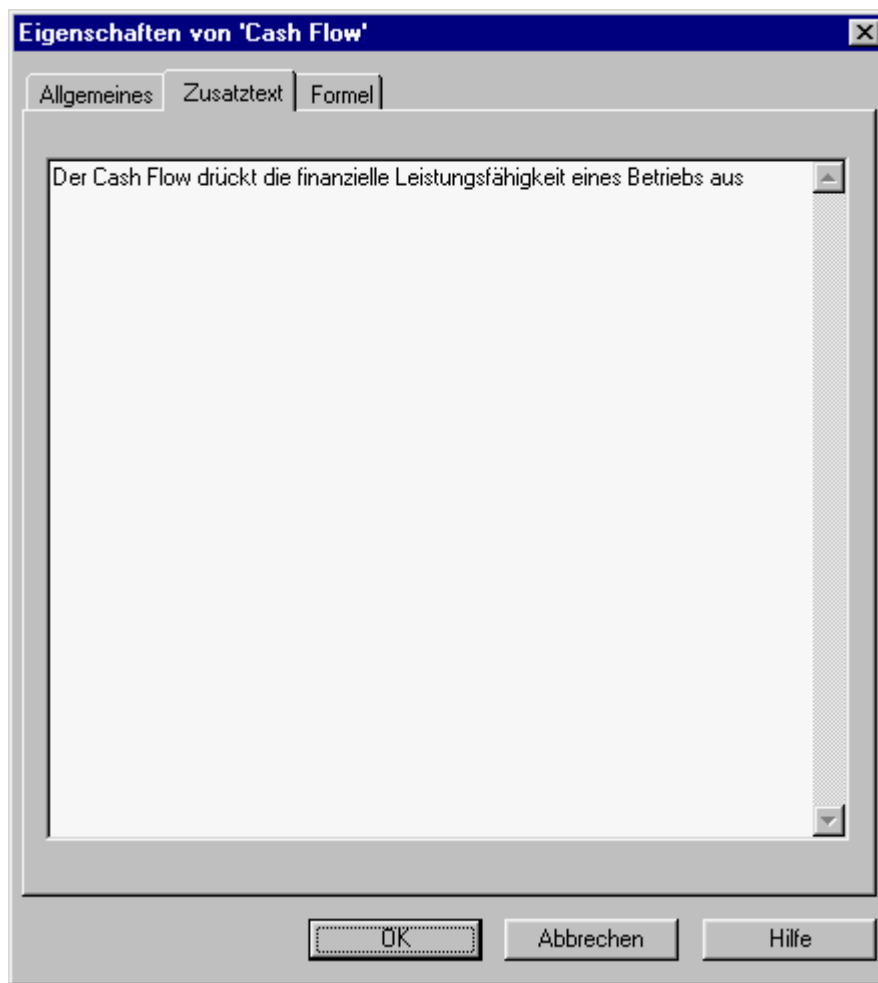 Eigenschaften von 'Cash Flow'
Allgemeines Zusatztext Formel
Der Cash Flow drückt die finanzielle Leistungsfähigkeit eines Betriebs aus
OK Abbrechen Hilfe